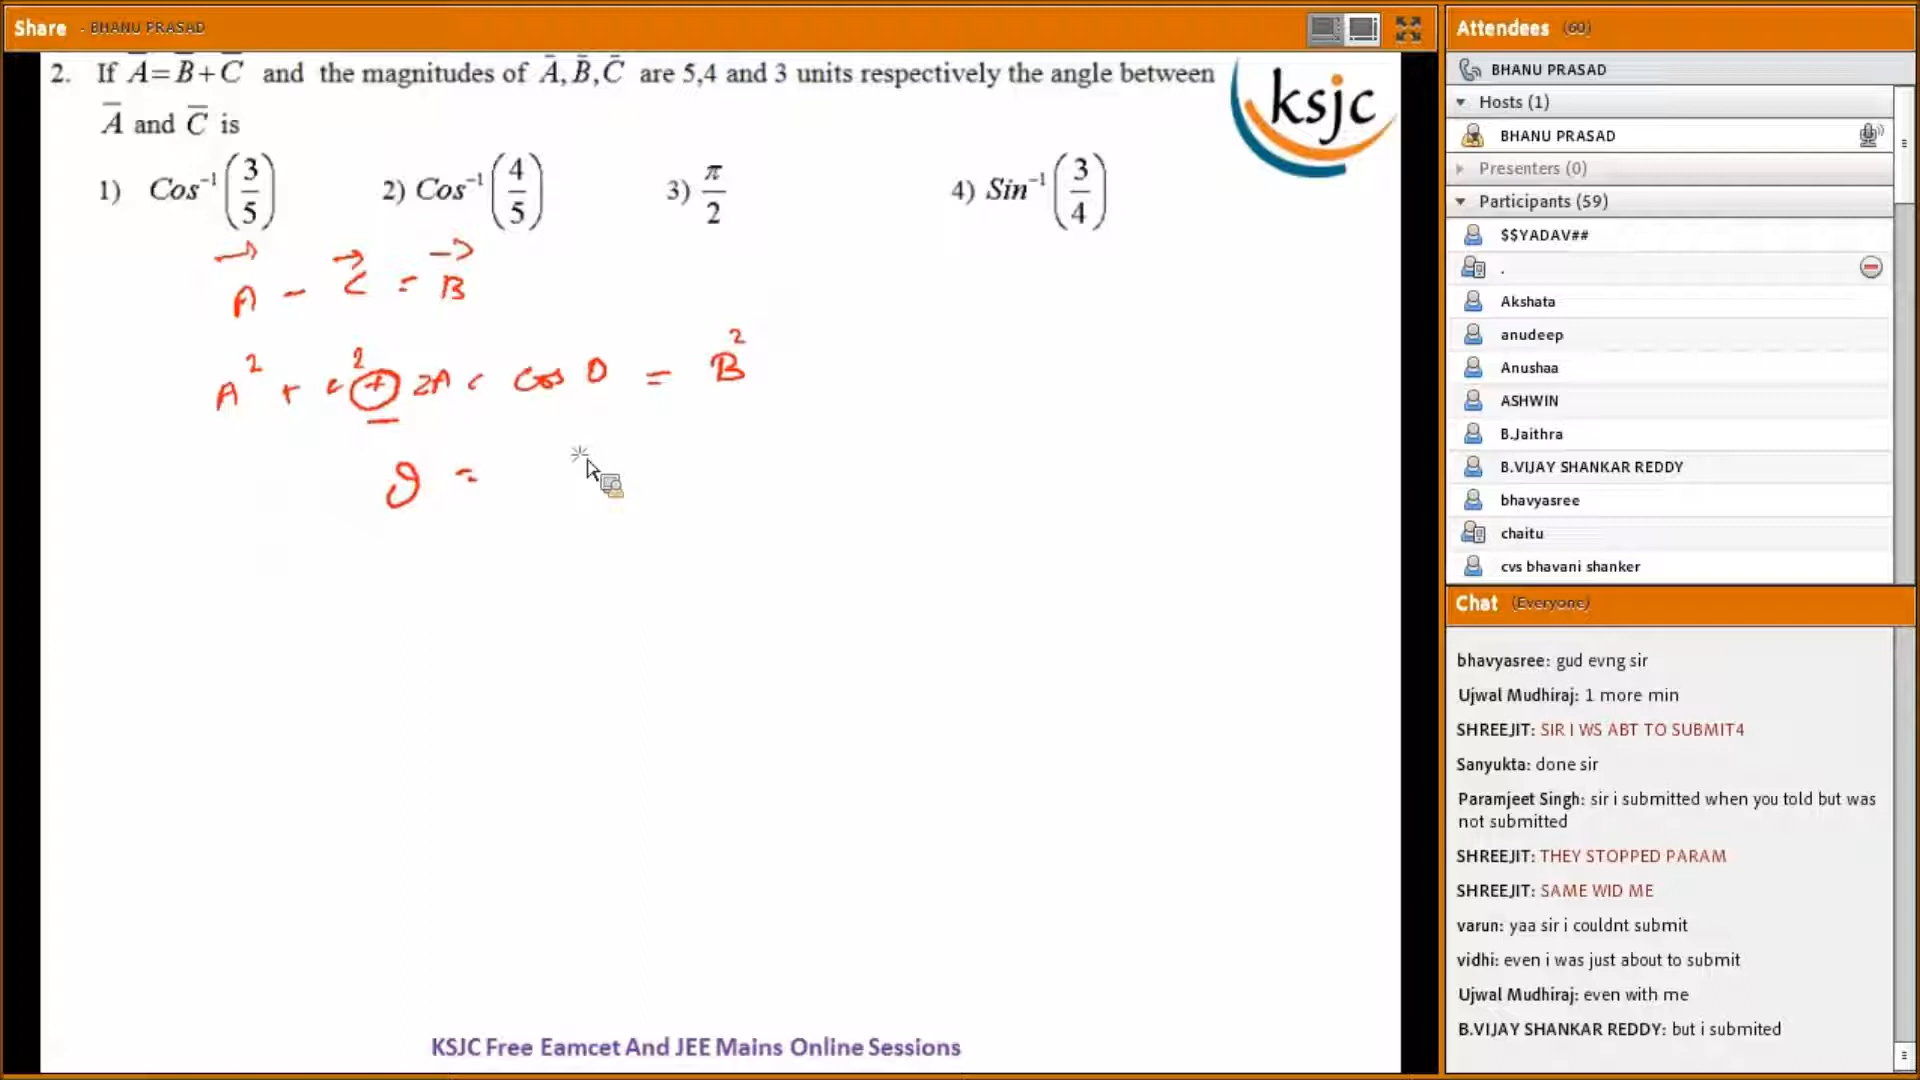 Share - BHANU PRASAD
2. If A̅ = B̅ + C̅ and the magnitudes of A̅, B̅, C̅ are 5,4 and 3 units respectively the angle between
A̅ and C̅ is
1) Cos⁻¹(3/5) 2) Cos⁻¹(4/5) 3) π/2 4) Sin⁻¹(3/4)
ksjc
A⃗ - C⃗ = B⃗
A² + c² + 2A c cos θ = B²
θ =
KSJC Free Eamcet And JEE Mains Online Sessions
Attendees (60)
BHANU PRASAD
Hosts (1)
BHANU PRASAD
Presenters (0)
Participants (59)
$$YADAV##
.
Akshata
anudeep
Anushaa
ASHWIN
B.Jaithra
B.VIJAY SHANKAR REDDY
bhavyasree
chaitu
cvs bhavani shanker
Chat (Everyone)
bhavyasree: gud evng sir
Ujwal Mudhiraj: 1 more min
SHREEJIT: SIR I WS ABT TO SUBMIT4
Sanyukta: done sir
Paramjeet Singh: sir i submitted when you told but was
not submitted
SHREEJIT: THEY STOPPED PARAM
SHREEJIT: SAME WID ME
varun: yaa sir i couldnt submit
vidhi: even i was just about to submit
Ujwal Mudhiraj: even with me
B.VIJAY SHANKAR REDDY: but i submited